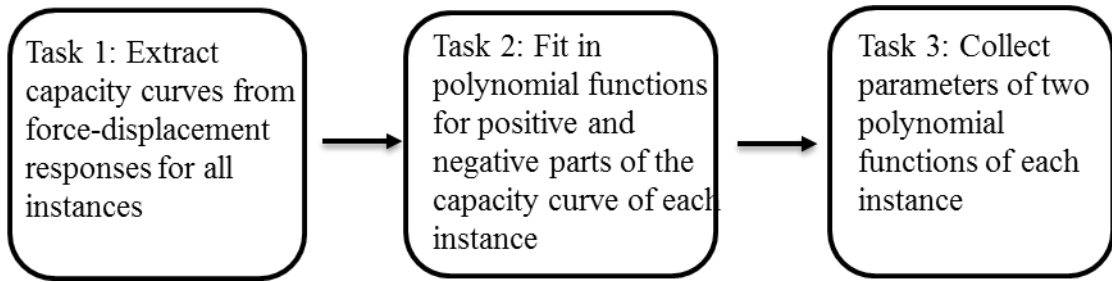 Task 1: Extract
capacity curves from
force-displacement
responses for all
instances
Task 2: Fit in
polynomial functions
for positive and
negative parts of the
capacity curve of each
instance
Task 3: Collect
parameters of two
polynomial
functions of each
instance